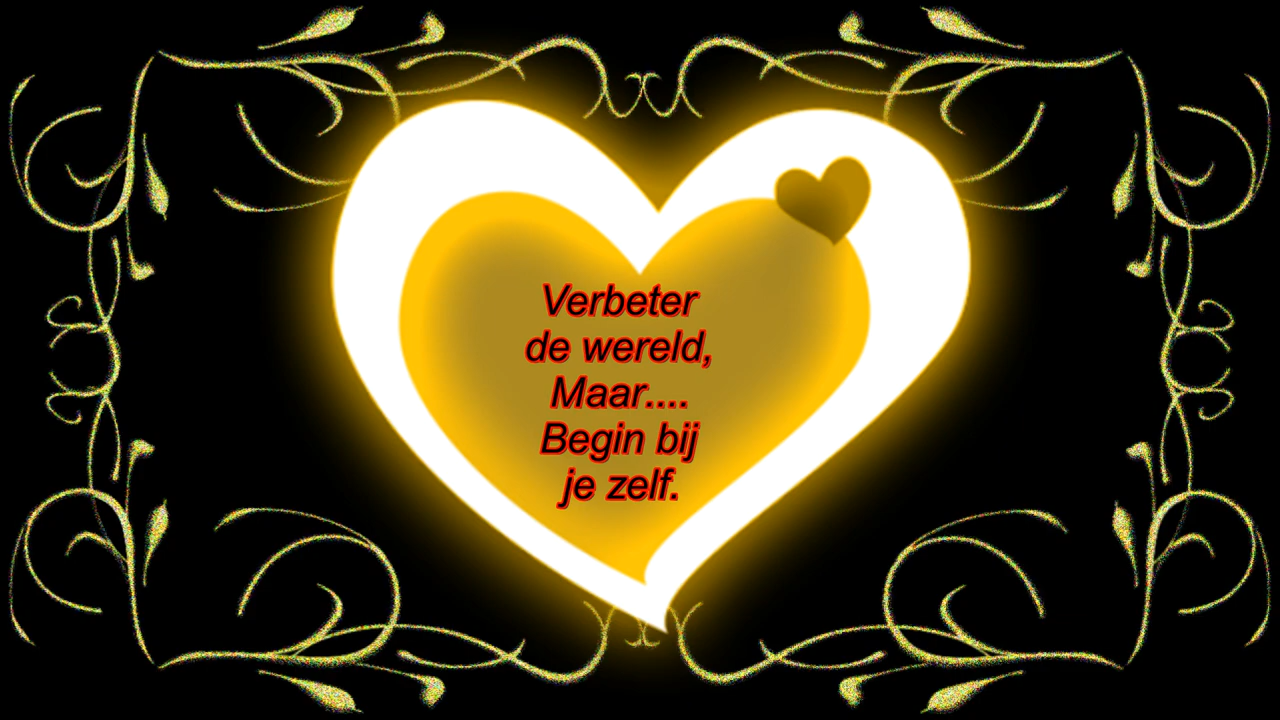 Verbeter
de wereld,
Maar....
Begin bij
je zelf.